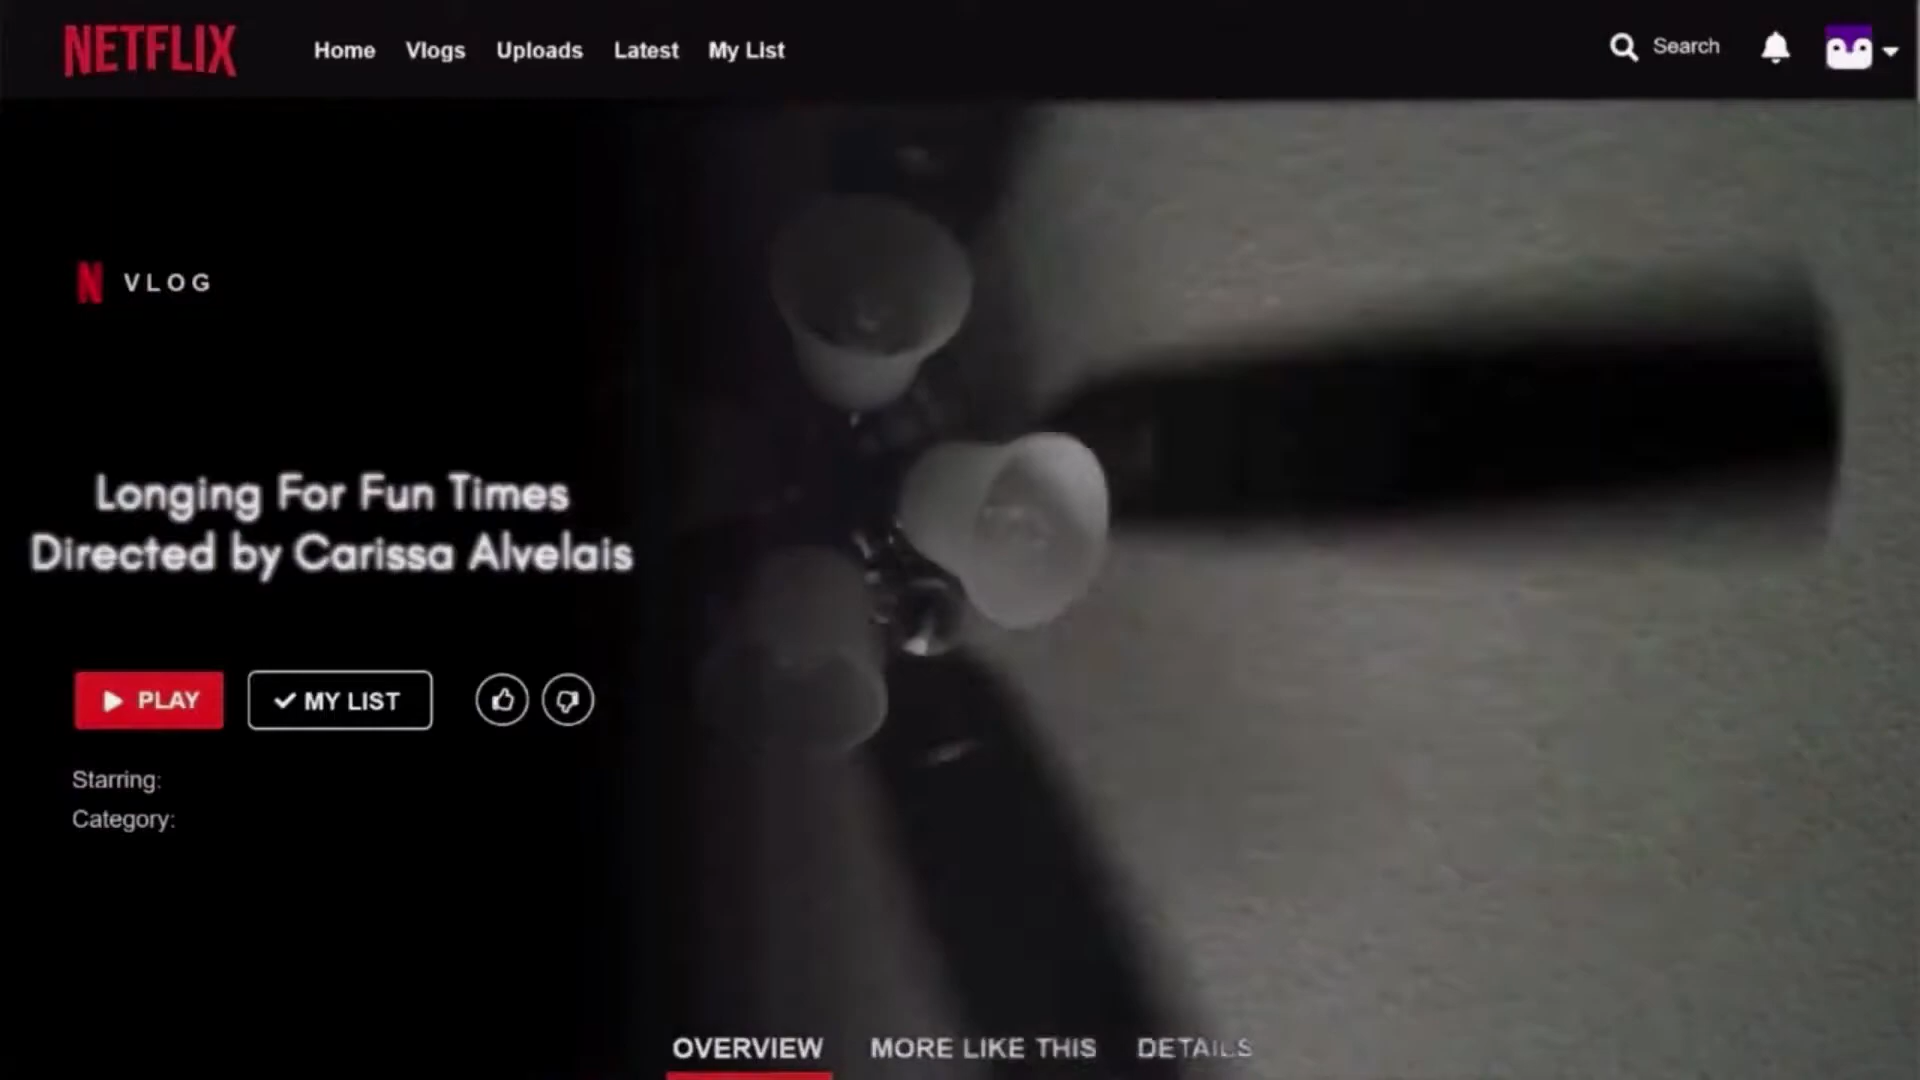 NETFLIX
Home Vlogs Uploads Latest My List
Search
N VLOG
Longing For Fun Times
Directed by Carissa Alvelais
PLAY
MY LIST
Starring:
Category:
OVERVIEW MORE LIKE THIS DETAILS